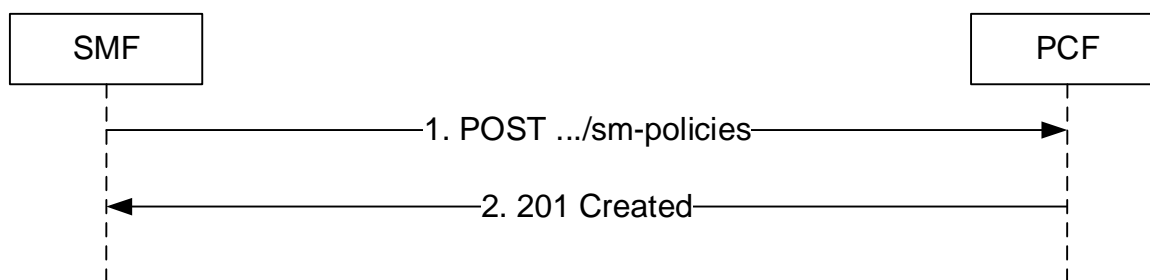 SMF
PCF
1. POST .../sm-policies
2. 201 Created